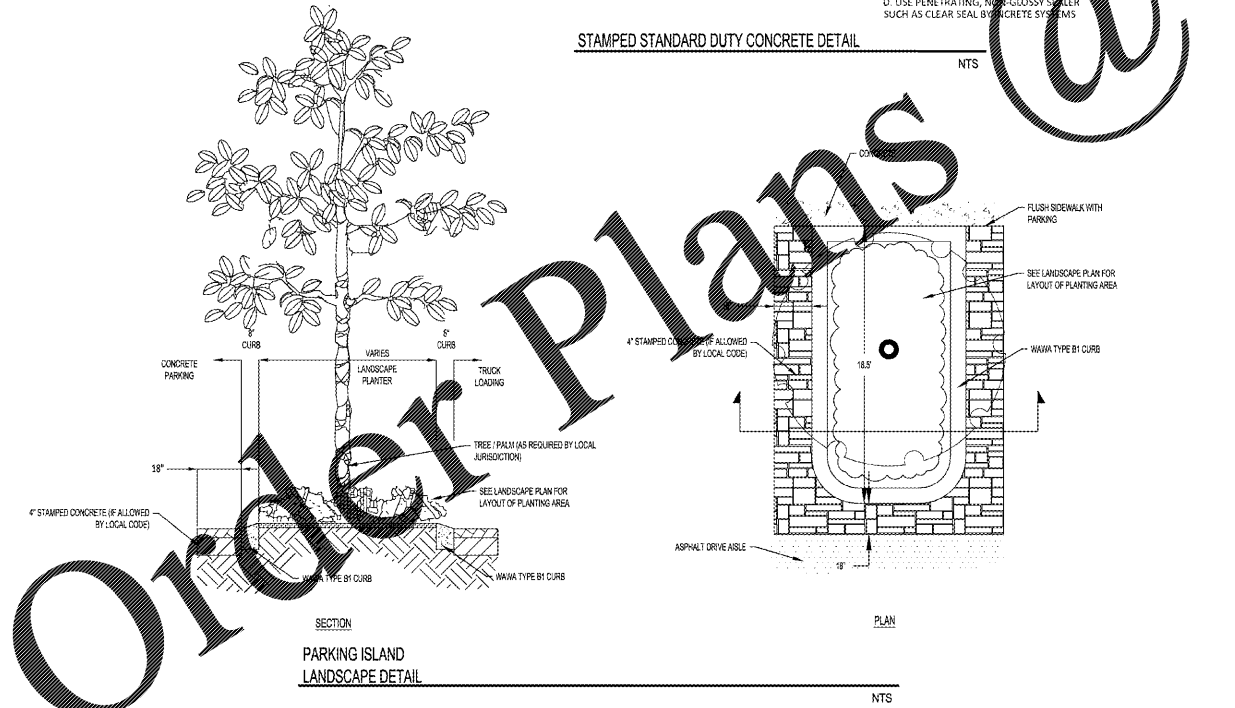 D. USE PENETRATING, NON-GLOSSY SEALER
SUCH AS CLEAR SEAL BY INCRETE SYSTEMS
STAMPED STANDARD DUTY CONCRETE DETAIL
NTS
8"
CURB
8"
CURB
CONCRETE
PARKING
VARIES
LANDSCAPE
PLANTER
TRUCK
LOADING
TREE / PALM (AS REQUIRED BY LOCAL
JURISDICTION)
18"
SEE LANDSCAPE PLAN FOR
LAYOUT OF PLANTING AREA
4" STAMPED CONCRETE (IF ALLOWED
BY LOCAL CODE)
WAWA TYPE B1 CURB
WAWA TYPE B1 CURB
SECTION
CONCRETE
FLUSH SIDEWALK WITH
PARKING
SEE LANDSCAPE PLAN FOR
LAYOUT OF PLANTING AREA
4" STAMPED CONCRETE (IF ALLOWED
BY LOCAL CODE)
18.5'
WAWA TYPE B1 CURB
ASPHALT DRIVE AISLE
18"
PLAN
PARKING ISLAND
LANDSCAPE DETAIL
NTS
Order Plans @